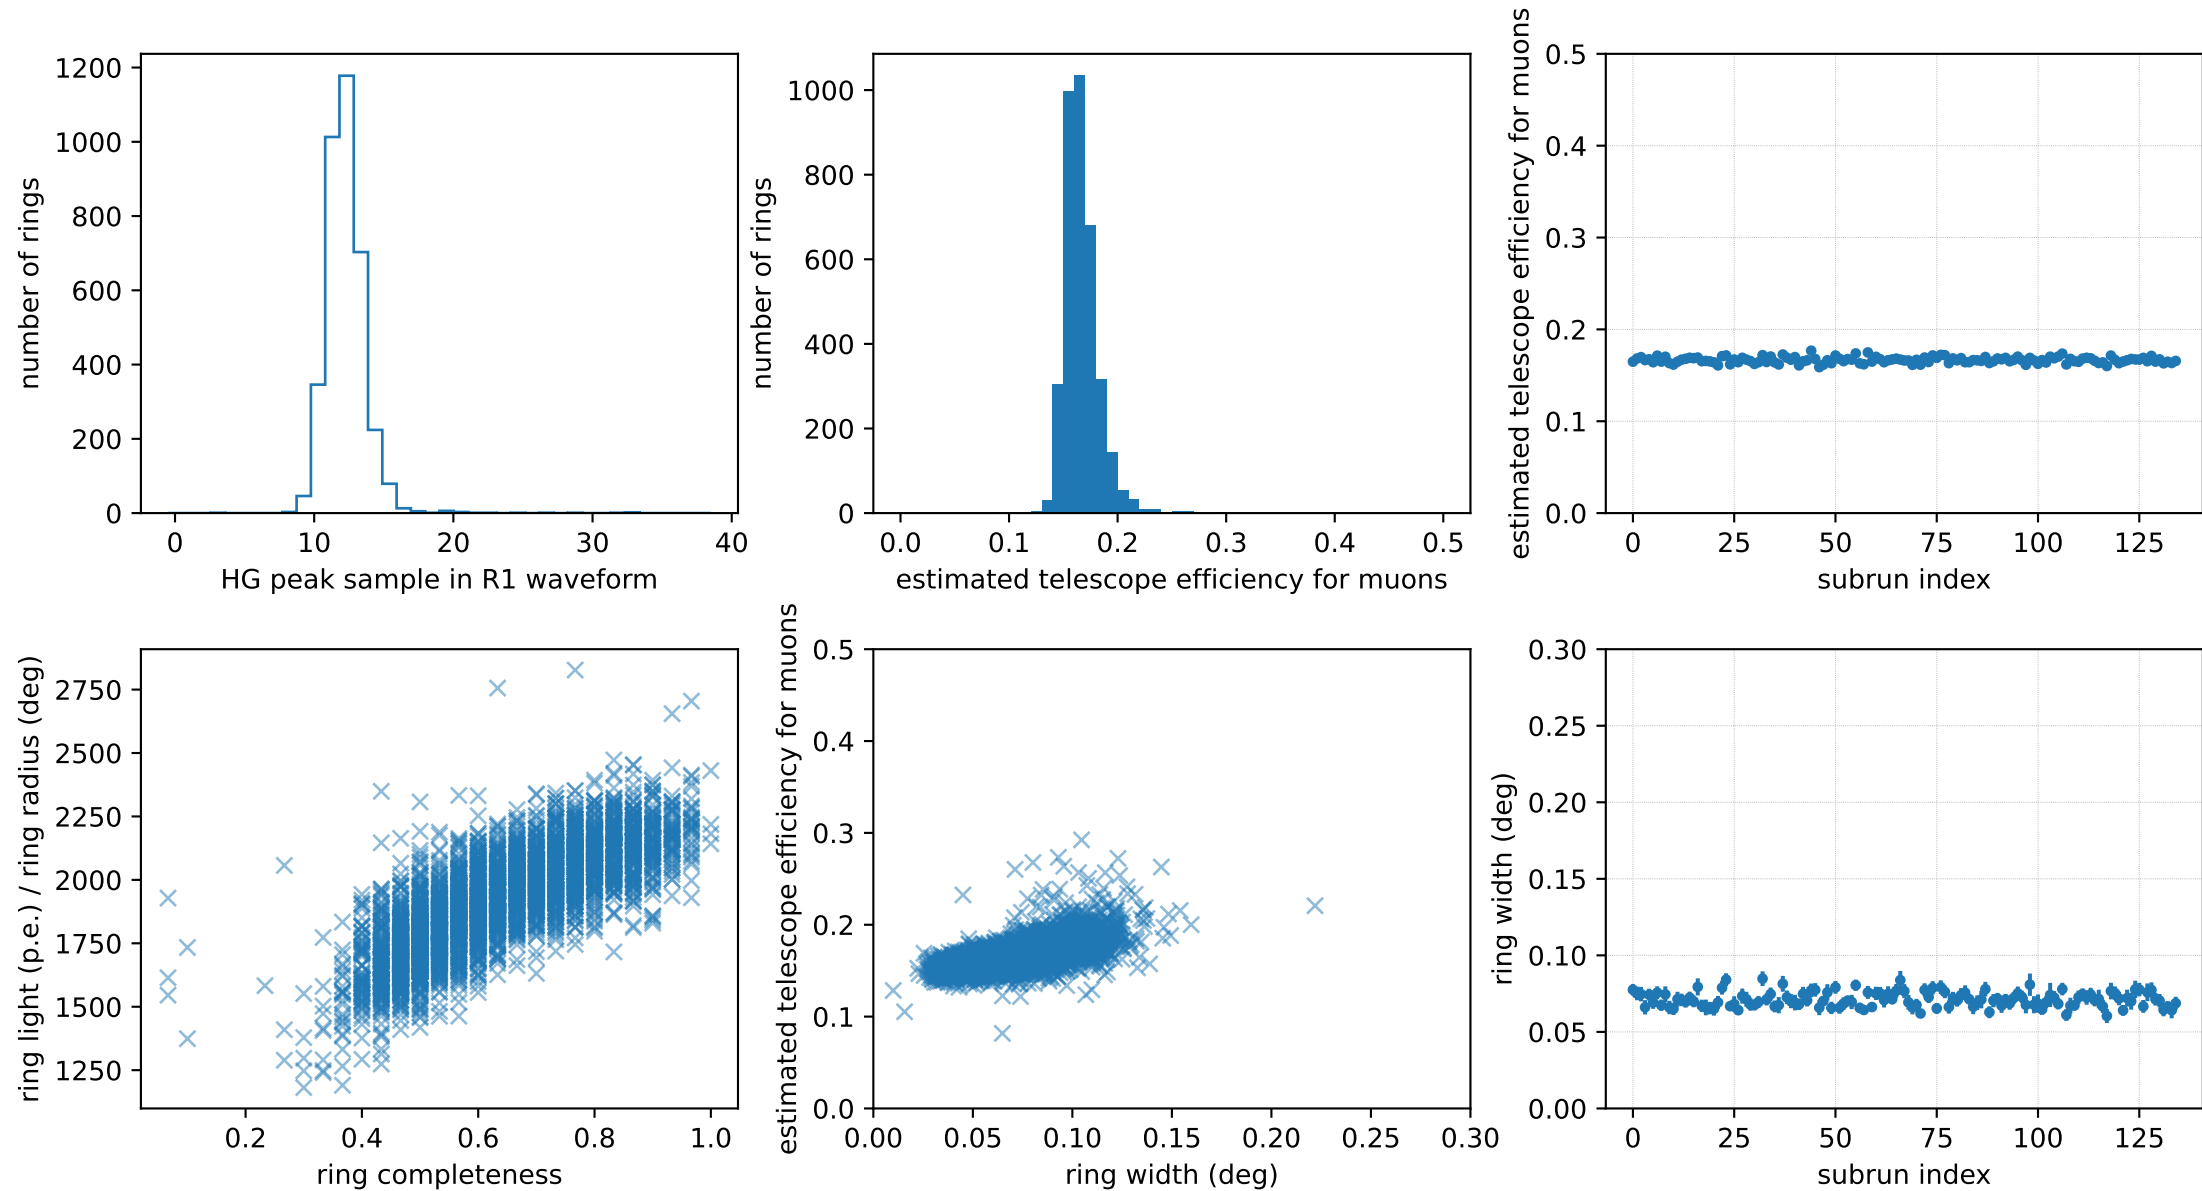 number of rings
1200
1000
800
600
400
200
0
0 10 20 30 40
HG peak sample in R1 waveform
number of rings
1000
800
600
400
200
0
0.0 0.1 0.2 0.3 0.4 0.5
estimated telescope efficiency for muons
estimated telescope efficiency for muons
0.5
0.4
0.3
0.2
0.1
0.0
0 25 50 75 100 125
subrun index
ring light (p.e.) / ring radius (deg)
2750
2500
2250
2000
1750
1500
1250
0.2 0.4 0.6 0.8 1.0
ring completeness
estimated telescope efficiency for muons
0.5
0.4
0.3
0.2
0.1
0.0
0.00 0.05 0.10 0.15 0.20 0.25 0.30
ring width (deg)
ring width (deg)
0.30
0.25
0.20
0.15
0.10
0.05
0.00
0 25 50 75 100 125
subrun index